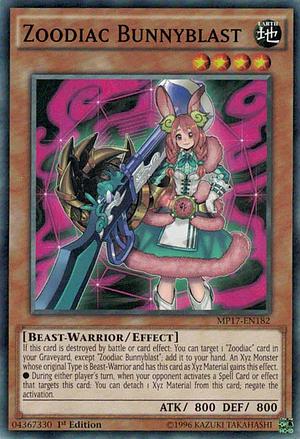 Zoodiac Bunnyblast
EARTH
地
MP17-EN182
[Beast-Warrior/Effect]
If this card is destroyed by battle or card effect: You can target 1 "Zoodiac" card in
your Graveyard, except "Zoodiac Bunnyblast"; add it to your hand. An Xyz Monster
whose original Type is Beast-Warrior and has this card as Xyz Material gains this effect.
● During either player's turn, when your opponent activates a Spell Card or effect
that targets this card: You can detach 1 Xyz Material from this card; negate the
activation.
ATK/ 800 DEF/ 800
04367330 1st Edition ©1996 KAZUKI TAKAHASHI